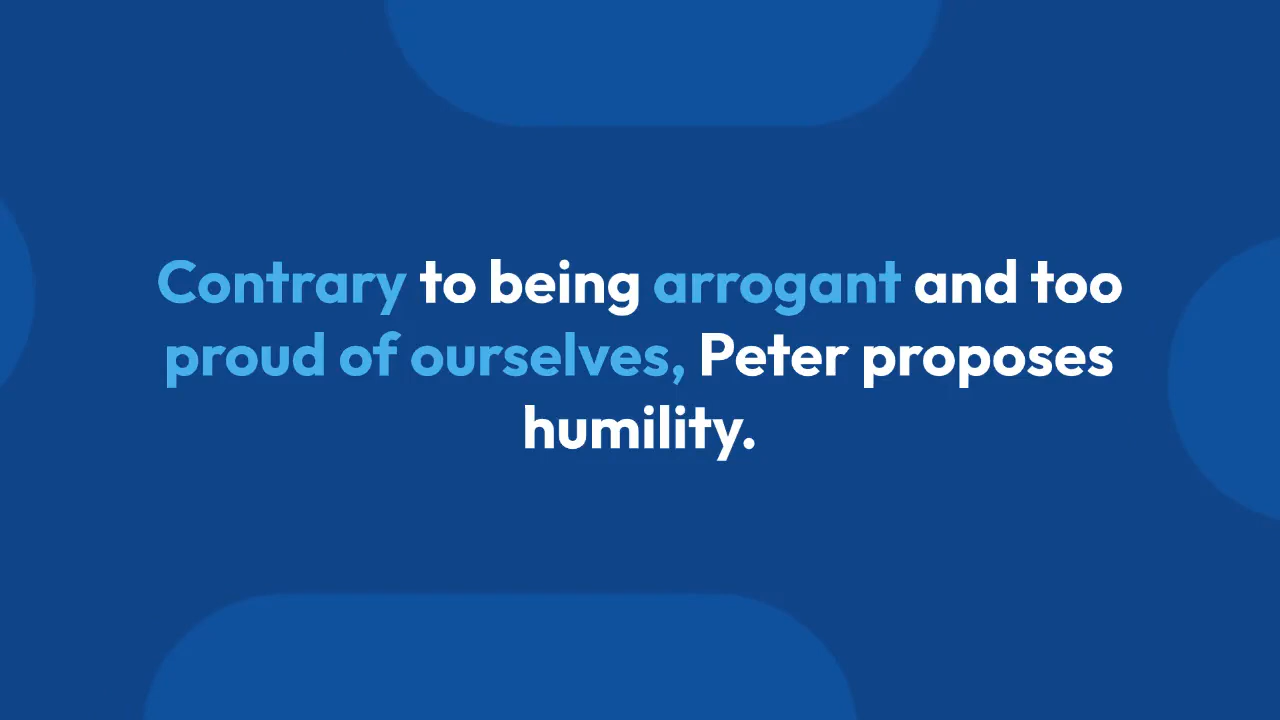 Contrary to being arrogant and too
proud of ourselves, Peter proposes
humility.